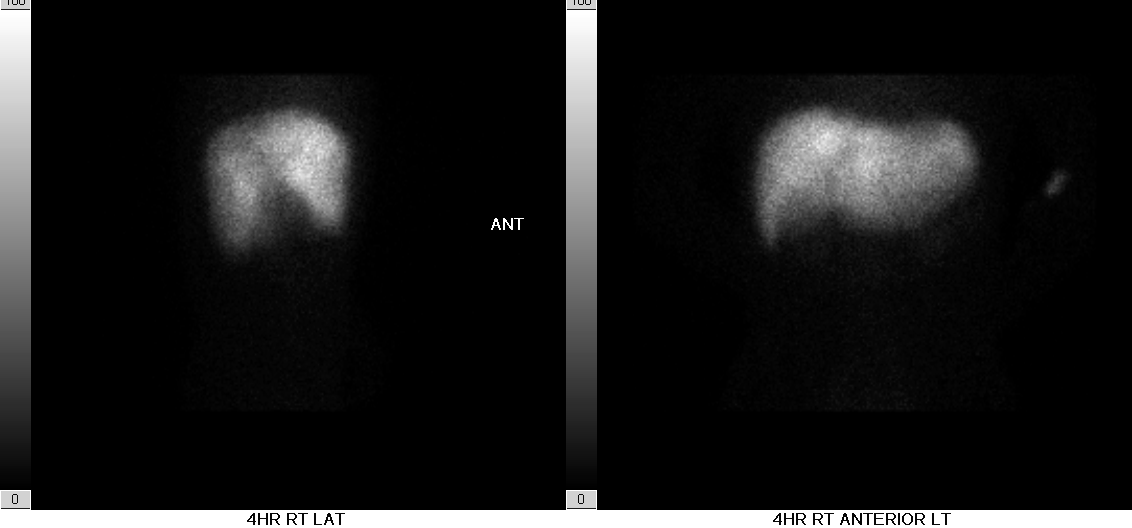 100 100
ANT
0 0
4HR RT LAT 4HR RT ANTERIOR LT